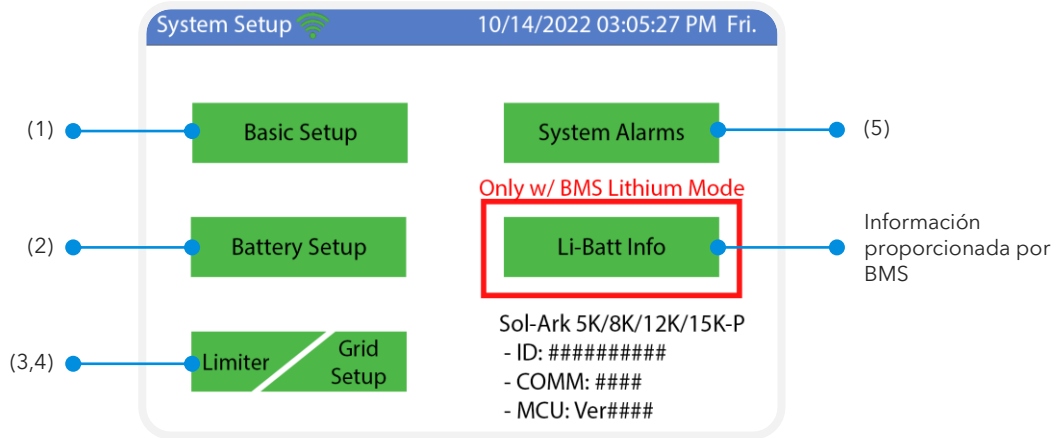 System Setup
10/14/2022 03:05:27 PM Fri.
(1)
Basic Setup
System Alarms
(5)
Only w/ BMS Lithium Mode
(2)
Battery Setup
Li-Batt Info
Información
proporcionada por
BMS
(3,4)
Limiter
Grid
Setup
Sol-Ark 5K/8K/12K/15K-P
- ID: ##########
- COMM: ####
- MCU: Ver####